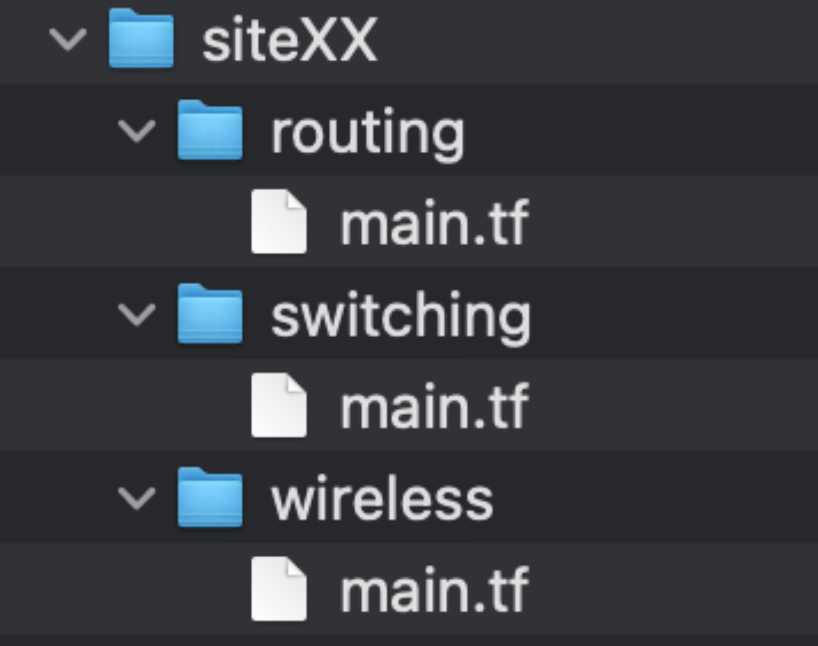 siteXX
routing
main.tf
switching
main.tf
wireless
main.tf